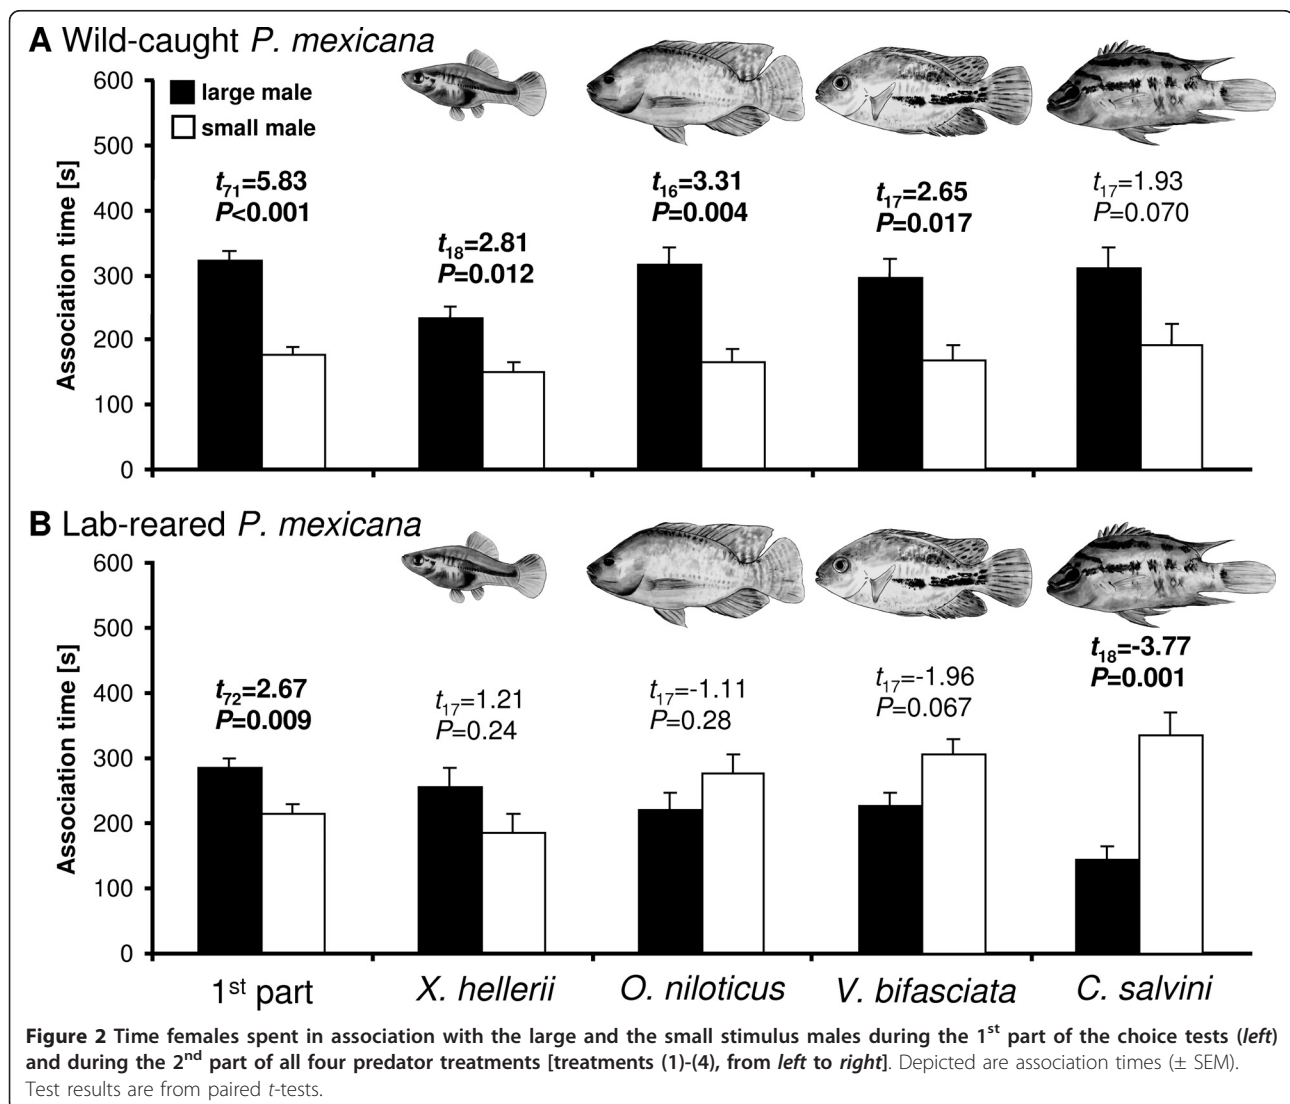 A Wild-caught P. mexicana
600
500
400
300
200
100
0
Association time [s]
large male
small male
t71=5.83
P<0.001
t18=2.81
P=0.012
t16=3.31
P=0.004
t17=2.65
P=0.017
t17=1.93
P=0.070
B Lab-reared P. mexicana
600
500
400
300
200
100
0
Association time [s]
t72=2.67
P=0.009
t17=1.21
P=0.24
t17=-1.11
P=0.28
t17=-1.96
P=0.067
t18=-3.77
P=0.001
1st part
X. hellerii
O. niloticus
V. bifasciata
C. salvini
Figure 2 Time females spent in association with the large and the small stimulus males during the 1st part of the choice tests (left)
and during the 2nd part of all four predator treatments [treatments (1)-(4), from left to right]. Depicted are association times (± SEM).
Test results are from paired t-tests.